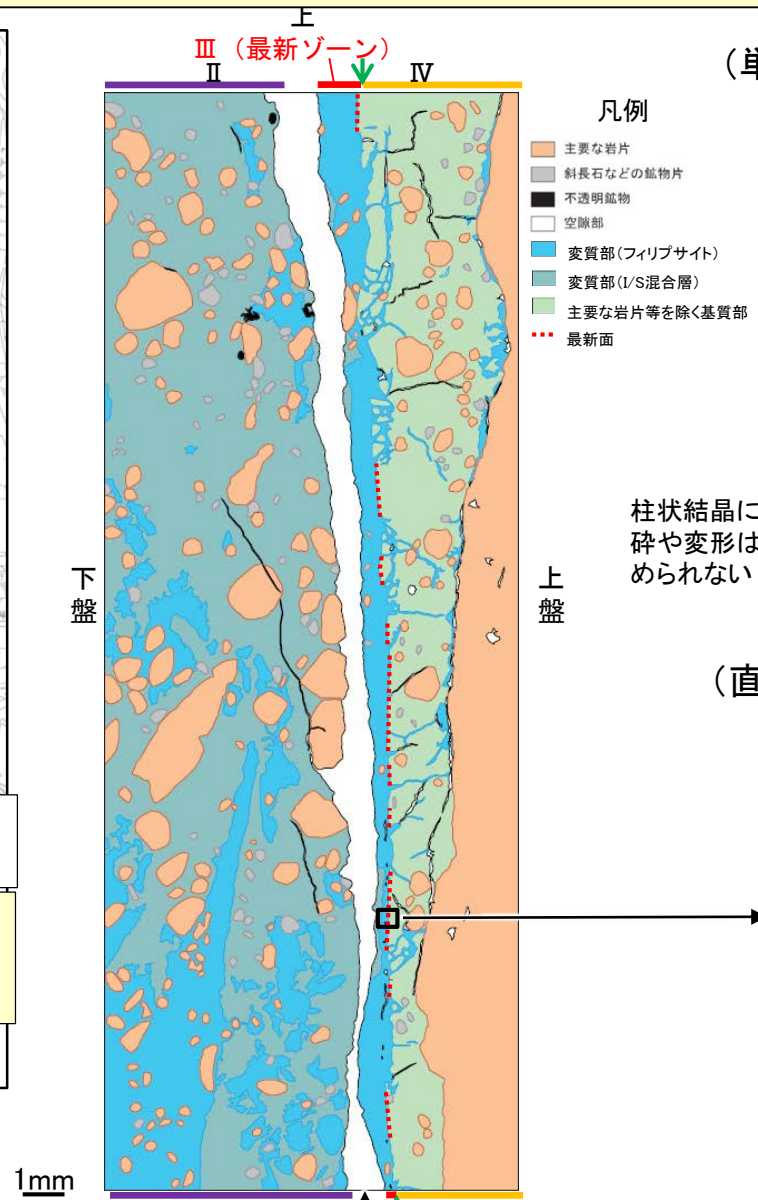 上
Ⅲ（最新ゾーン）
Ⅱ
Ⅳ
（単
凡例
主要な岩片
斜長石などの鉱物片
不透明鉱物
空隙部
変質部(フィリプサイト)
変質部(I/S混合層)
主要な岩片等を除く基質部
最新面
柱状結晶に
砕や変形は
められない
下盤
上盤
（直
1mm